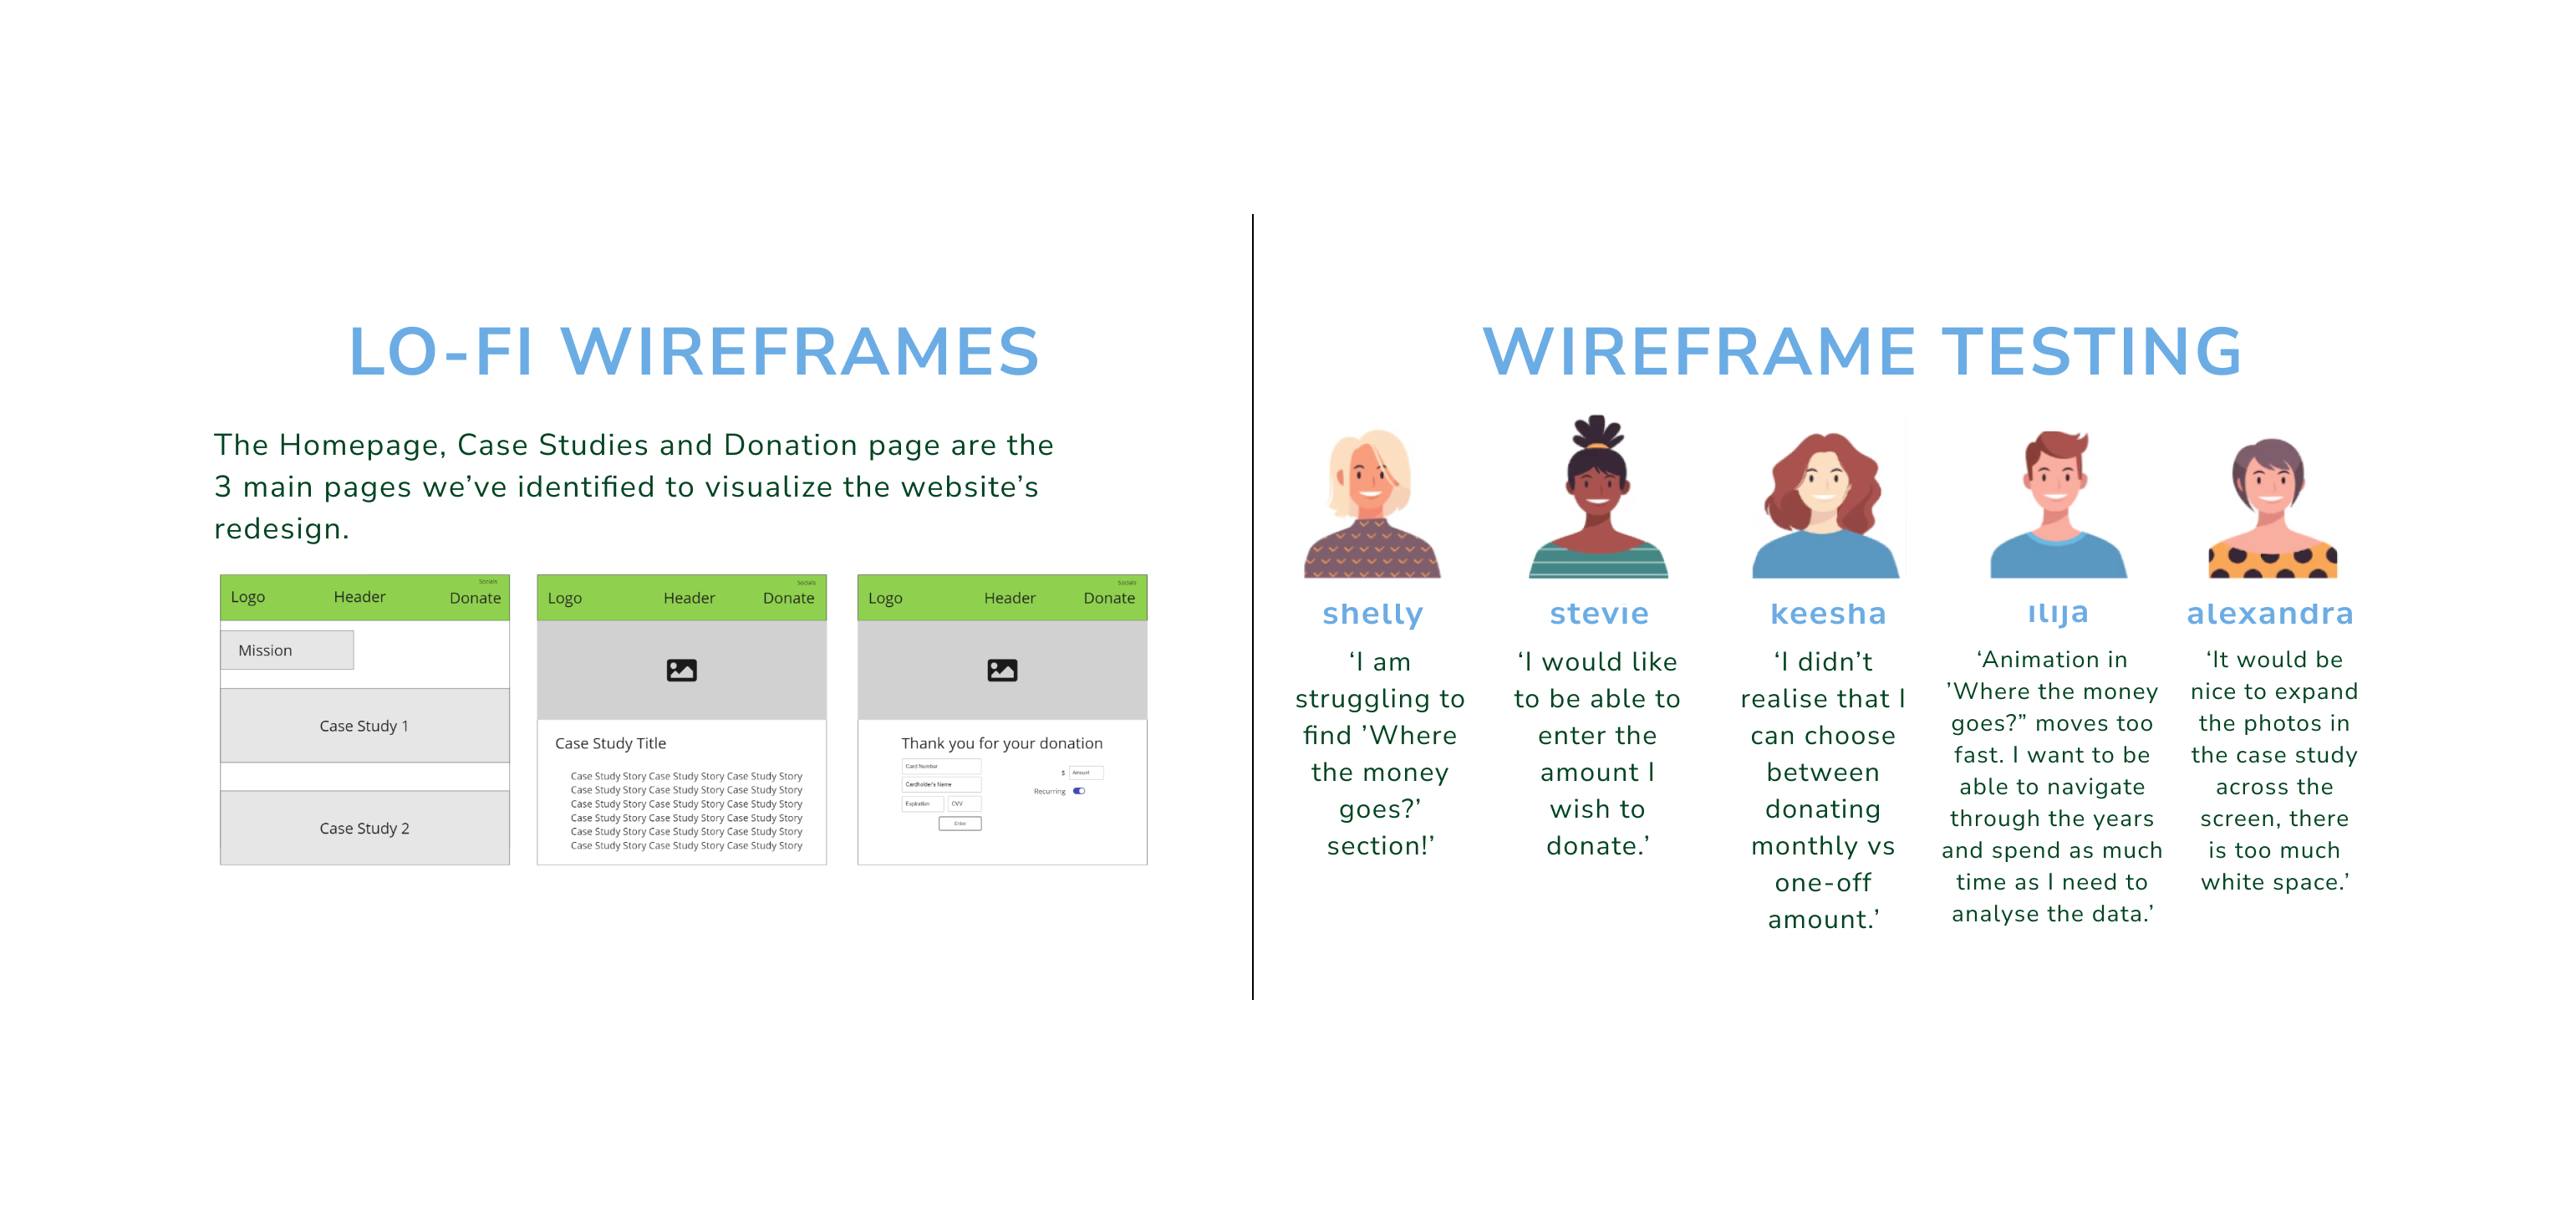 LO-FI WIREFRAMES
The Homepage, Case Studies and Donation page are the
3 main pages we’ve identified to visualize the website’s
redesign.
Socials
Logo Header Donate
Mission
Case Study 1
Case Study 2
Socials
Logo Header Donate
Case Study Title
Case Study Story Case Study Story Case Study Story
Case Study Story Case Study Story Case Study Story
Case Study Story Case Study Story Case Study Story
Case Study Story Case Study Story Case Study Story
Case Study Story Case Study Story Case Study Story
Case Study Story Case Study Story Case Study Story
Socials
Logo Header Donate
Thank you for your donation
Card Number
Cardholder's Name
Expiration CVV
Enter
$ Amount
Recurring
WIREFRAME TESTING
shelly
‘I am
struggling to
find ’Where
the money
goes?’
section!’
stevıe
‘I would like
to be able to
enter the
amount I
wish to
donate.’
keesha
‘I didn’t
realise that I
can choose
between
donating
monthly vs
one-off
amount.’
ılıȷa
‘Animation in
’Where the money
goes?” moves too
fast. I want to be
able to navigate
through the years
and spend as much
time as I need to
analyse the data.’
alexandra
‘It would be
nice to expand
the photos in
the case study
across the
screen, there
is too much
white space.’